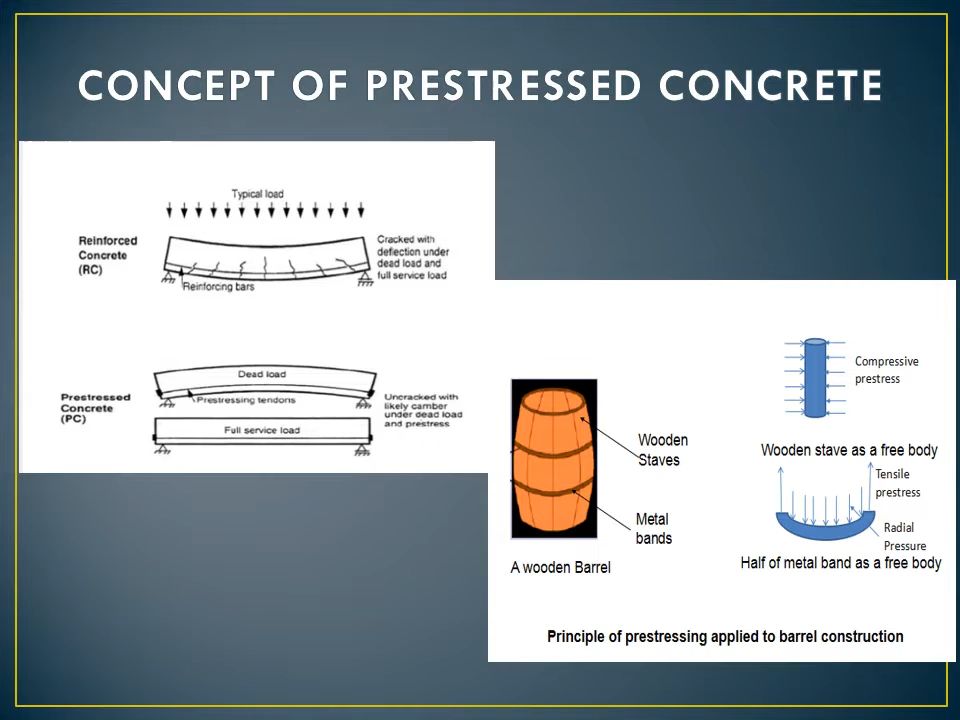 CONCEPT OF PRESTRESSED CONCRETE
Typical load
Reinforced
Concrete
(RC)
Cracked with
deflection under
dead load and
full service load
Reinforcing bars
Dead load
Prestressing tendons
Prestressed
Concrete
(PC)
Uncracked with
likely camber
under dead load
and prestress
Full service load
Wooden
Staves
Metal
bands
A wooden Barrel
Compressive
prestress
Wooden stave as a free body
Tensile
prestress
Radial
Pressure
Half of metal band as a free body
Principle of prestressing applied to barrel construction